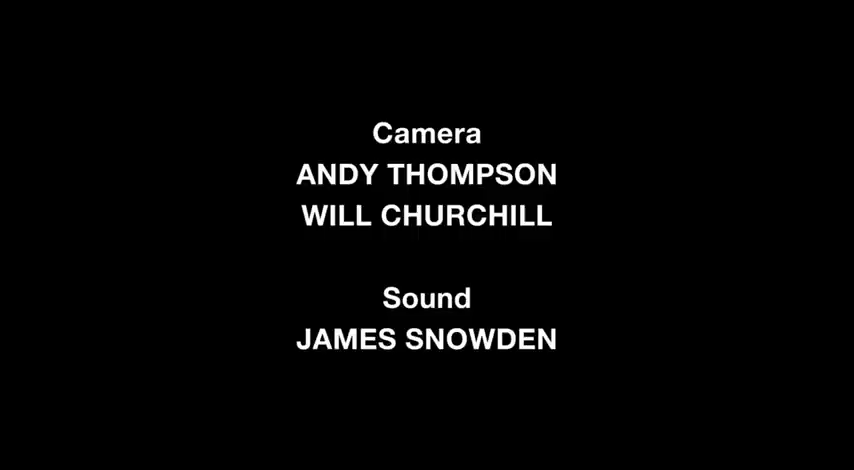 Camera
ANDY THOMPSON
WILL CHURCHILL
Sound
JAMES SNOWDEN